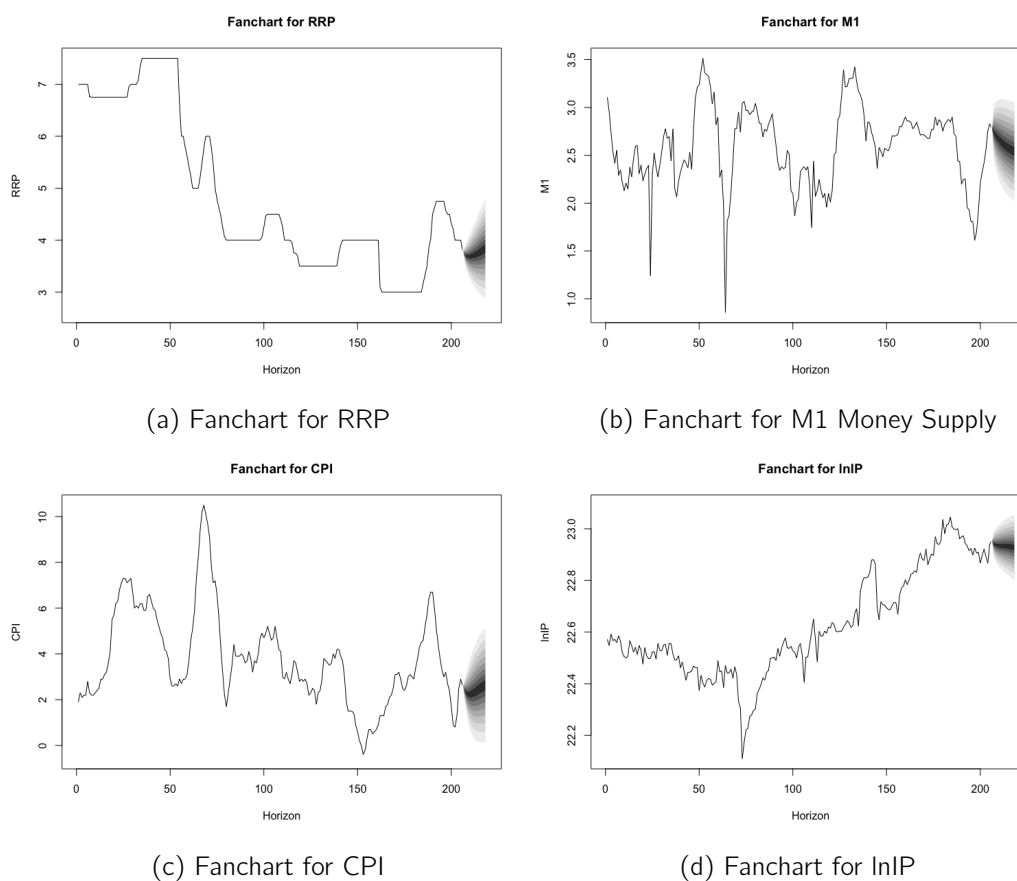 Fanchart for RRP
RRP
7
6
5
4
3
0 50 100 150 200
Horizon
(a) Fanchart for RRP
Fanchart for M1
M1
3.5
3.0
2.5
2.0
1.5
1.0
0 50 100 150 200
Horizon
(b) Fanchart for M1 Money Supply
Fanchart for CPI
CPI
10
8
6
4
2
0
0 50 100 150 200
Horizon
(c) Fanchart for CPI
Fanchart for lnIP
lnIP
23.0
22.8
22.6
22.4
22.2
0 50 100 150 200
Horizon
(d) Fanchart for lnIP